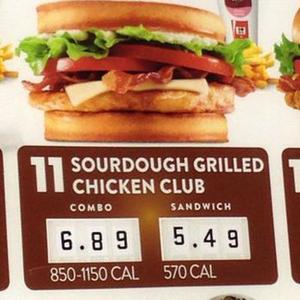 11 SOURDOUGH GRILLED
CHICKEN CLUB
COMBO SANDWICH
6.89 5.49
850-1150 CAL 570 CAL